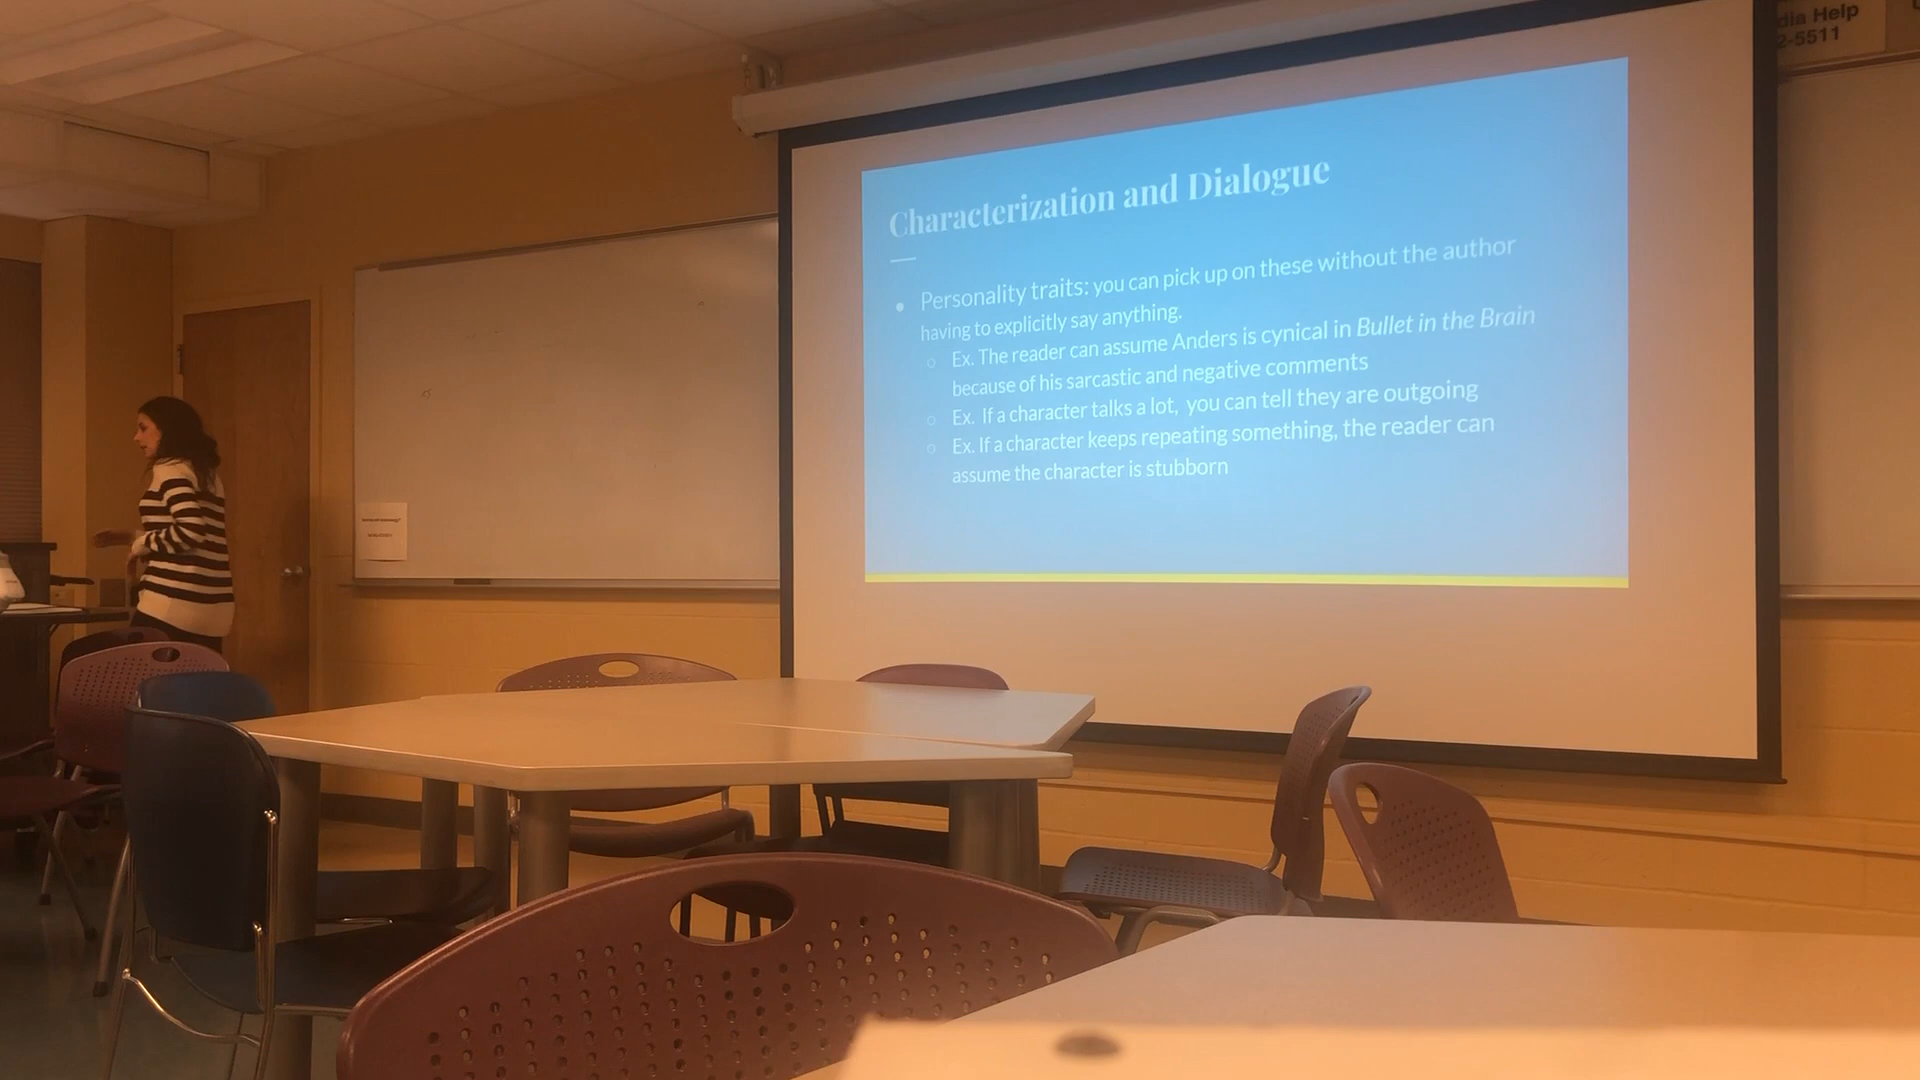 dia Help
2-5511
Characterization and Dialogue
● Personality traits: you can pick up on these without the author
having to explicitly say anything.
○ Ex. The reader can assume Anders is cynical in Bullet in the Brain
because of his sarcastic and negative comments
○ Ex. If a character talks a lot, you can tell they are outgoing
○ Ex. If a character keeps repeating something, the reader can
assume the character is stubborn